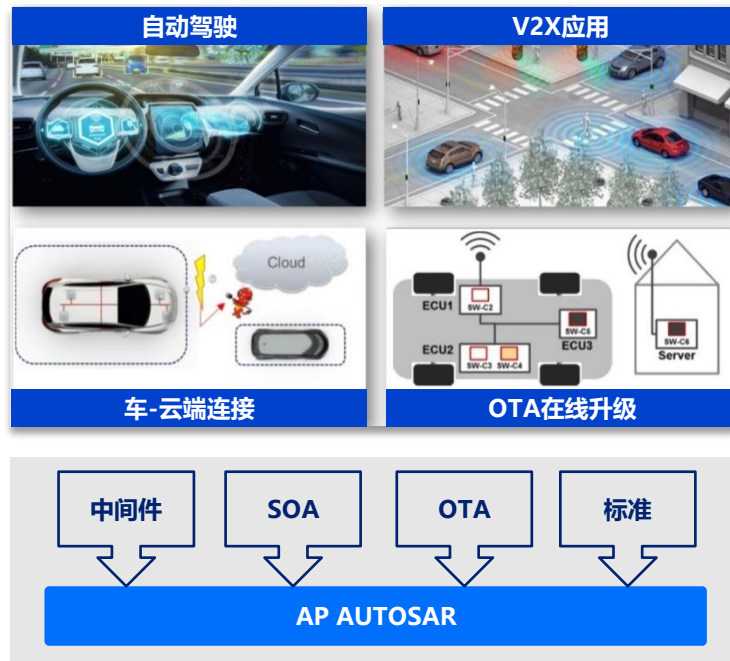 自动驾驶
V2X应用
Cloud
ECU1
SW-C2
SW-C5
ECU3
ECU2
SW-C3 SW-C4
SW-C6
Server
车-云端连接
OTA在线升级
中间件
SOA
OTA
标准
AP AUTOSAR